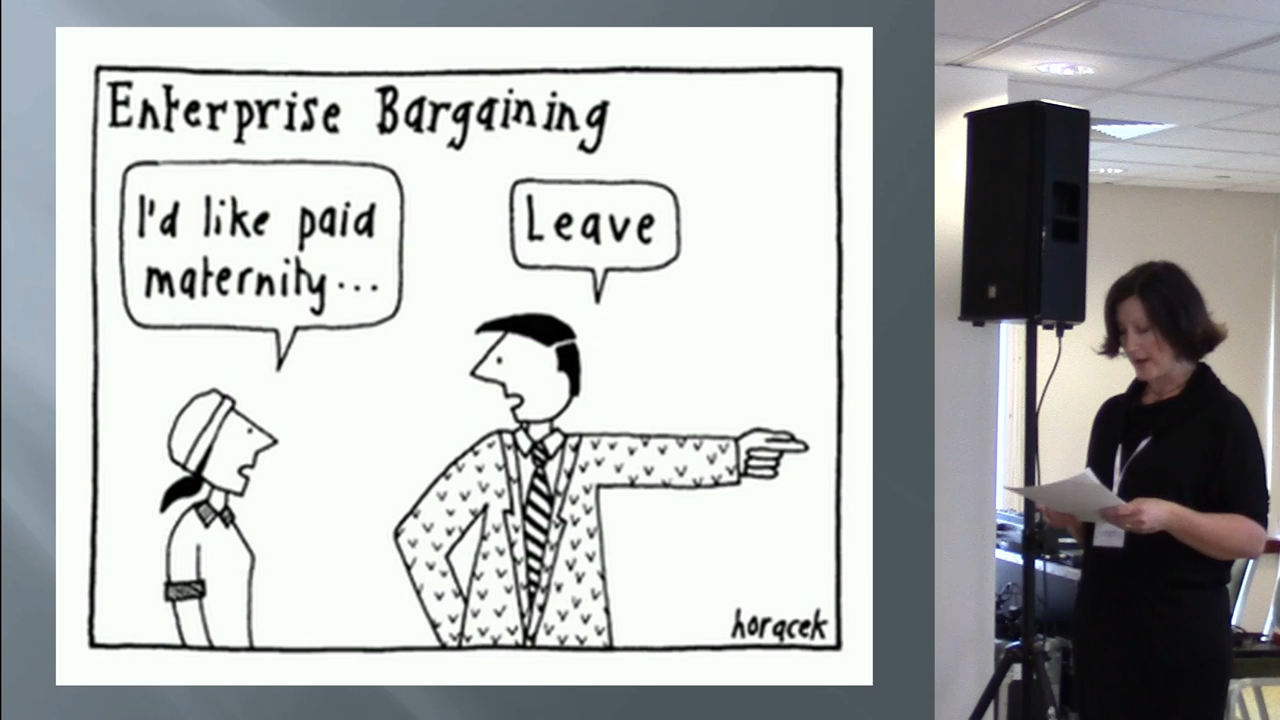 Enterprise Bargaining
I'd like paid
maternity...
Leave
horacek